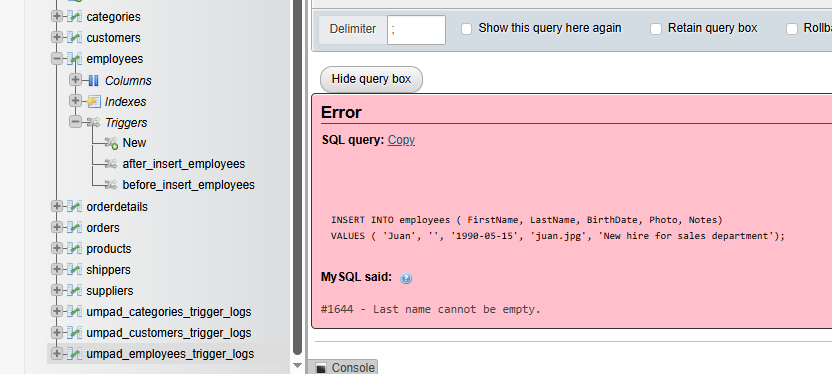 categories
customers
employees
Columns
Indexes
Triggers
New
after_insert_employees
before_insert_employees
orderdetails
orders
products
shippers
suppliers
umpad_categories_trigger_logs
umpad_customers_trigger_logs
umpad_employees_trigger_logs
Delimiter ; Show this query here again Retain query box Rollb
Hide query box
Error
SQL query: Copy
INSERT INTO employees ( FirstName, LastName, BirthDate, Photo, Notes)
VALUES ( 'Juan', '', '1990-05-15', 'juan.jpg', 'New hire for sales department');
MySQL said:
#1644 - Last name cannot be empty.
Console